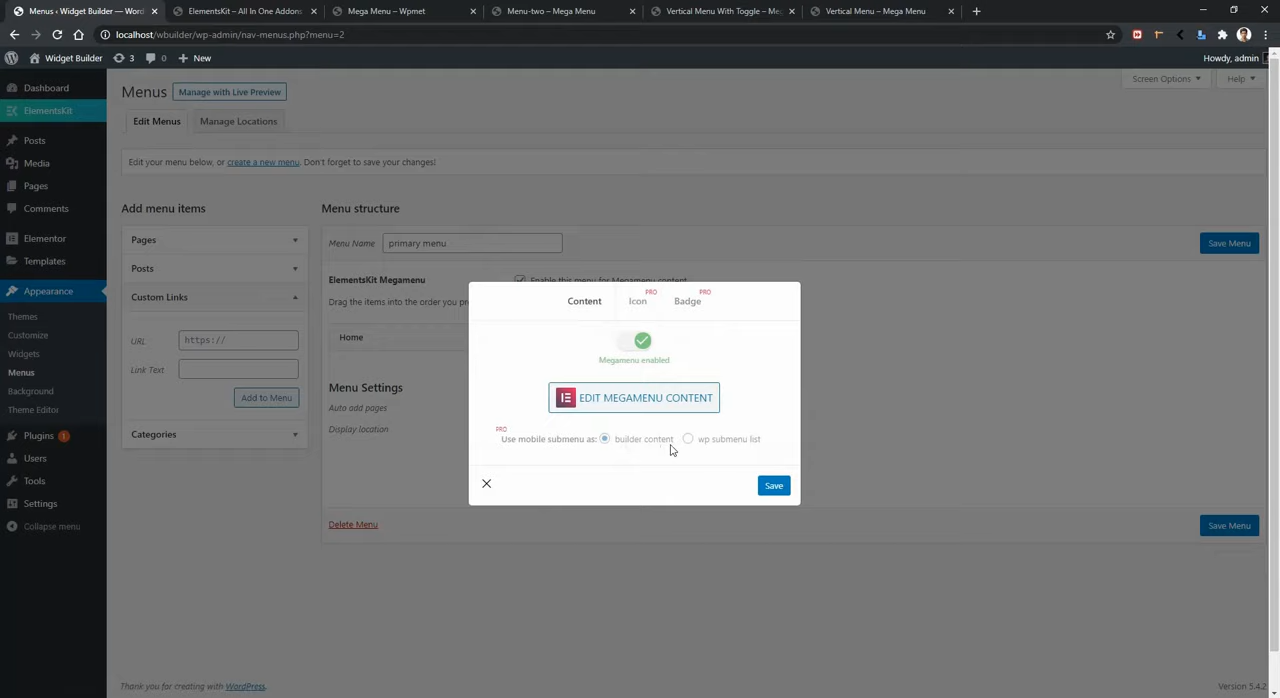 Menus ‹ Widget Builder — Word
ElementsKit – All In One Addons
Mega Menu – Wpmet
Menu-two – Mega Menu
Vertical Menu With Toggle – Me
Vertical Menu – Mega Menu
localhost/wbuilder/wp-admin/nav-menus.php?menu=2
Widget Builder
3
0
New
Howdy, admin
Dashboard
ElementsKit
Posts
Media
Pages
Comments
Elementor
Templates
Appearance
Themes
Customize
Widgets
Menus
Background
Theme Editor
Plugins 1
Users
Tools
Settings
Collapse menu
Screen Options
Help
Menus
Manage with Live Preview
Edit Menus
Manage Locations
Edit your menu below, or create a new menu. Don't forget to save your changes!
Add menu items
Pages
Posts
Custom Links
URL
https://
Link Text
Add to Menu
Categories
Menu structure
Menu Name
primary menu
Save Menu
ElementsKit Megamenu
Enable this menu for Megamenu content
Drag the items into the order you pr
Home
Menu Settings
Auto add pages
Display location
Delete Menu
Save Menu
Content
Icon
PRO
Badge
PRO
Megamenu enabled
EDIT MEGAMENU CONTENT
PRO
Use mobile submenu as:
builder content
wp submenu list
Save
Thank you for creating with WordPress.
Version 5.4.2